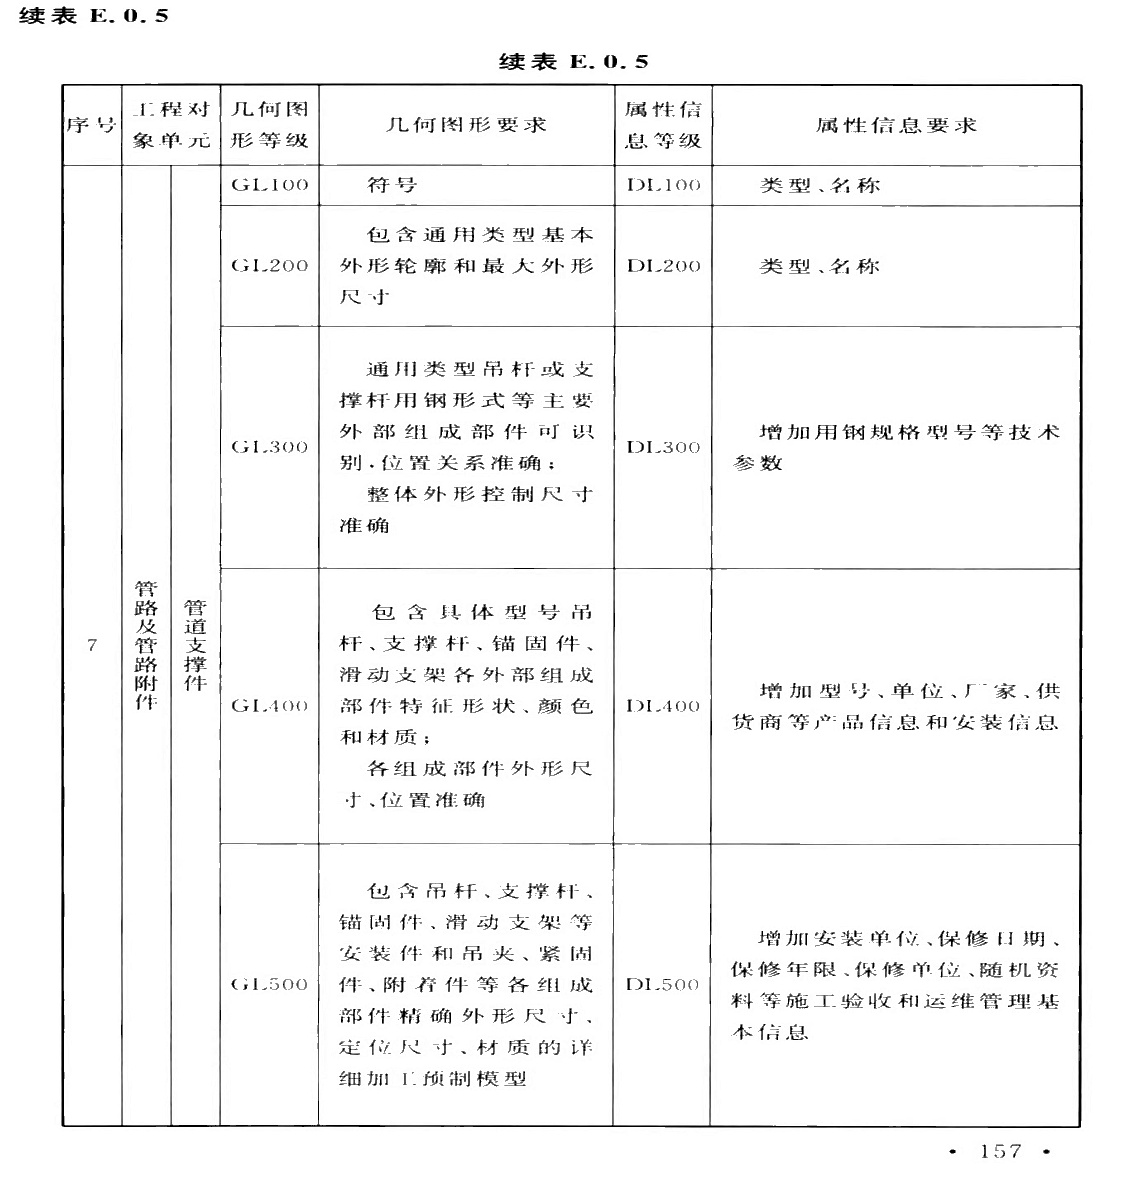 续表 E.0.5
续表 E.0.5
序号
工程对
象单元
几何图
形等级
几何图形要求
属性信
息等级
属性信息要求
7
管路及管路附件
管道支撑件
GL100
符号
DL100
类型、名称
GL200
包含通用类型基本
外形轮廓和最大外形
尺寸
DL200
类型、名称
GL300
通用类型吊杆或支
撑杆用钢形式等主要
外部组成部件可识
别，位置关系准确；
整体外形控制尺寸
准确
DL300
增加用钢规格型号等技术
参数
GL400
包含具体型号吊
杆、支撑杆、锚固件、
滑动支架各外部组成
部件特征形状、颜色
和材质；
各组成部件外形尺
寸、位置准确
DL400
增加型号、单位、厂家、供
货商等产品信息和安装信息
GL500
包含吊杆、支撑杆、
锚固件、滑动支架等
安装件和吊夹、紧固
件、附着件等各组成
部件精确外形尺寸、
定位尺寸、材质的详
细加工预制模型
DL500
增加安装单位、保修日期、
保修年限、保修单位、随机资
料等施工验收和运维管理基
本信息
• 157 •